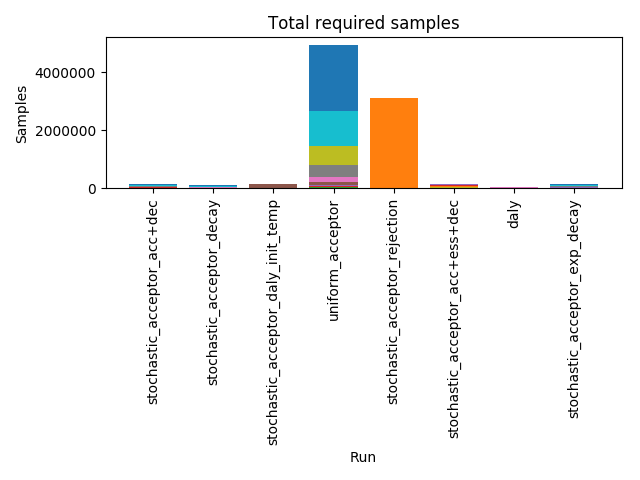 Total required samples
Samples
4000000
2000000
0
stochastic_acceptor_acc+dec
stochastic_acceptor_decay
stochastic_acceptor_daly_init_temp
uniform_acceptor
stochastic_acceptor_rejection
stochastic_acceptor_acc+ess+dec
daly
stochastic_acceptor_exp_decay
Run